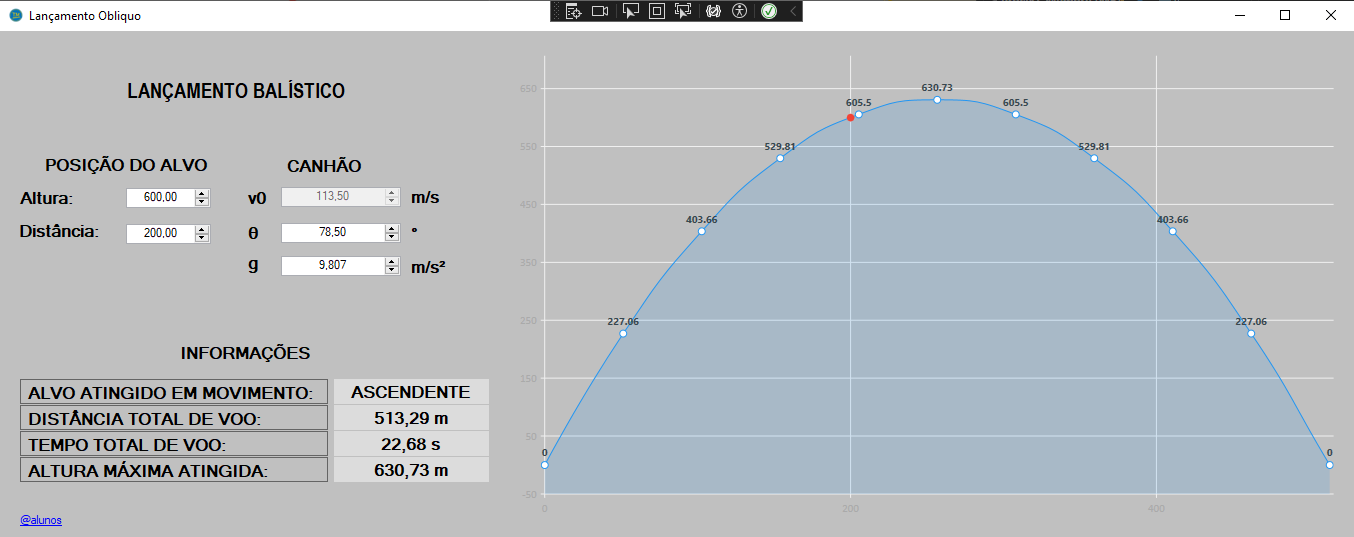 Lançamento Obliquo
LANÇAMENTO BALÍSTICO
POSIÇÃO DO ALVO
CANHÃO
Altura: 600,00
v0 113,50 m/s
Distância: 200,00
θ 78,50 °
g 9,807 m/s²
INFORMAÇÕES
ALVO ATINGIDO EM MOVIMENTO: ASCENDENTE
DISTÂNCIA TOTAL DE VOO: 513,29 m
TEMPO TOTAL DE VOO: 22,68 s
ALTURA MÁXIMA ATINGIDA: 630,73 m
@alunos
650
550
450
350
250
150
50
-50
0
227.06
403.66
529.81
605.5
630.73
605.5
529.81
403.66
227.06
0
0
200
400